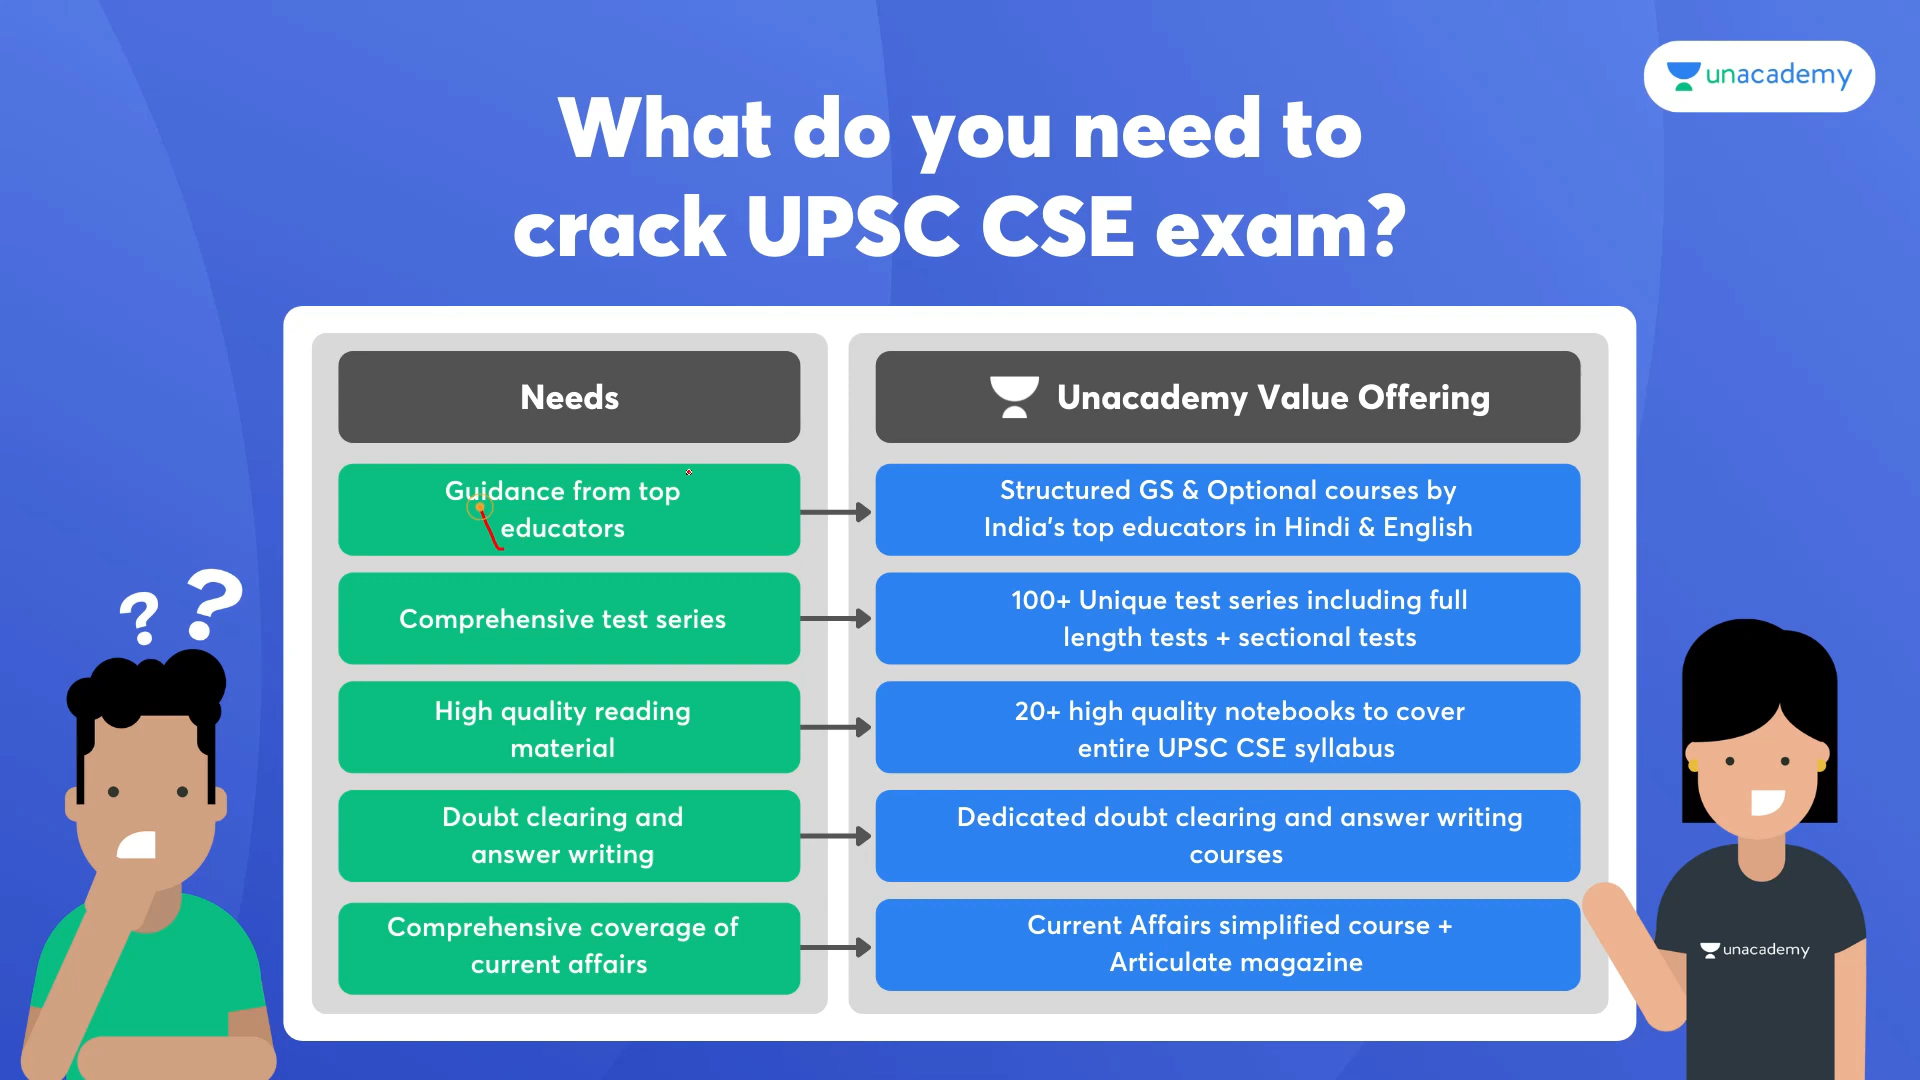 unacademy
What do you need to
crack UPSC CSE exam?
Needs
Unacademy Value Offering
Guidance from top
educators
Structured GS & Optional courses by
India's top educators in Hindi & English
Comprehensive test series
100+ Unique test series including full
length tests + sectional tests
High quality reading
material
20+ high quality notebooks to cover
entire UPSC CSE syllabus
Doubt clearing and
answer writing
Dedicated doubt clearing and answer writing
courses
Comprehensive coverage of
current affairs
Current Affairs simplified course +
Articulate magazine
? ?
unacademy